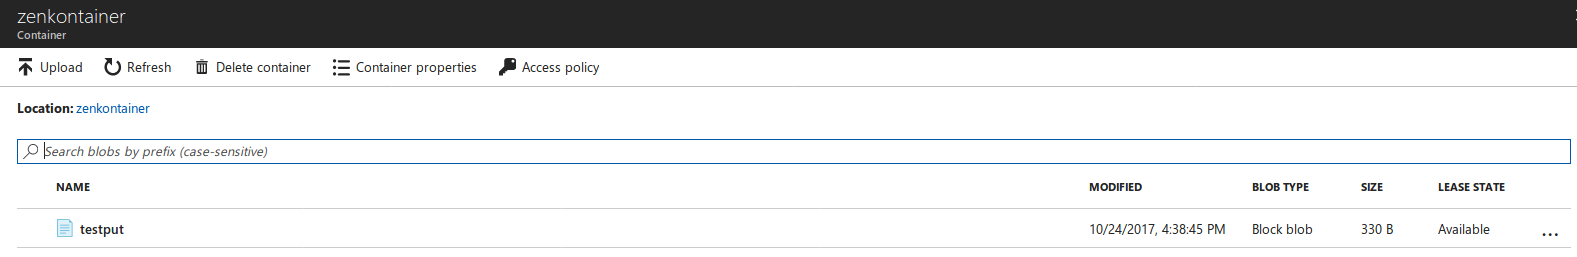 zenkontainer
Container
Upload Refresh Delete container Container properties Access policy
Location: zenkontainer
Search blobs by prefix (case-sensitive)
NAME MODIFIED BLOB TYPE SIZE LEASE STATE
testput 10/24/2017, 4:38:45 PM Block blob 330 B Available ...